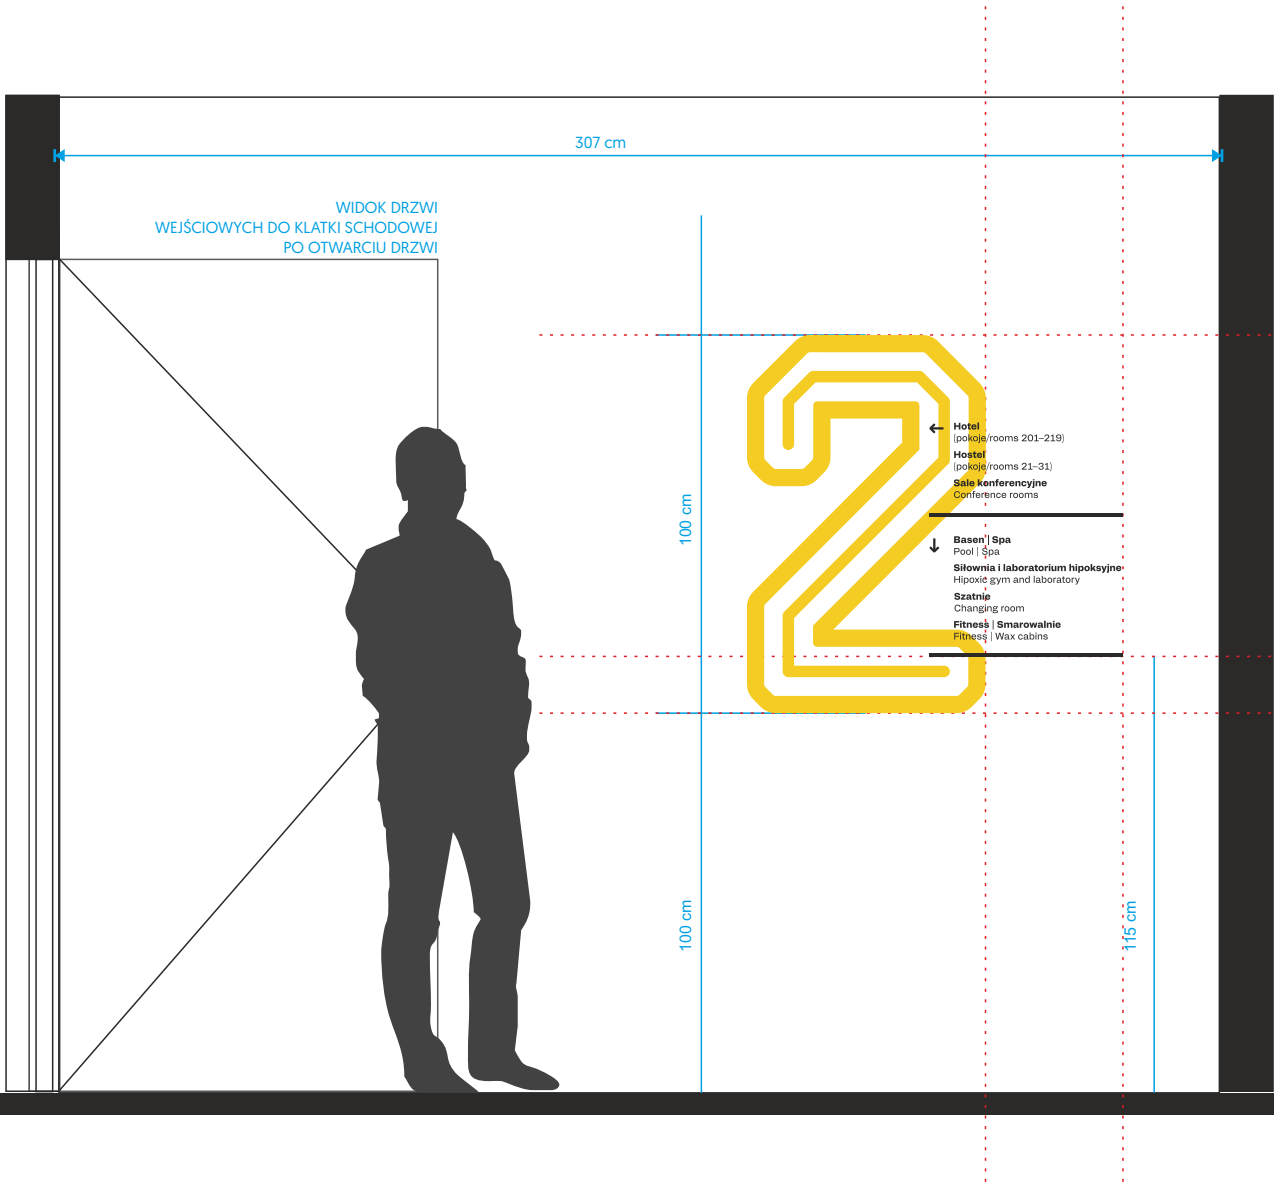 307 cm
WIDOK DRZWI
WEJŚCIOWYCH DO KLATKI SCHODOWEJ
PO OTWARCIU DRZWI
100 cm
2
← Hotel
(pokoje/rooms 201–219)
Hostel
(pokoje/rooms 21–31)
Sale konferencyjne
Conference rooms
↓ Basen | Spa
Pool | Spa
Siłownia i laboratorium hipoksyjne
Hipoxic gym and laboratory
Szatnie
Changing room
Fitness | Smarowalnie
Fitness | Wax cabins
100 cm
115 cm